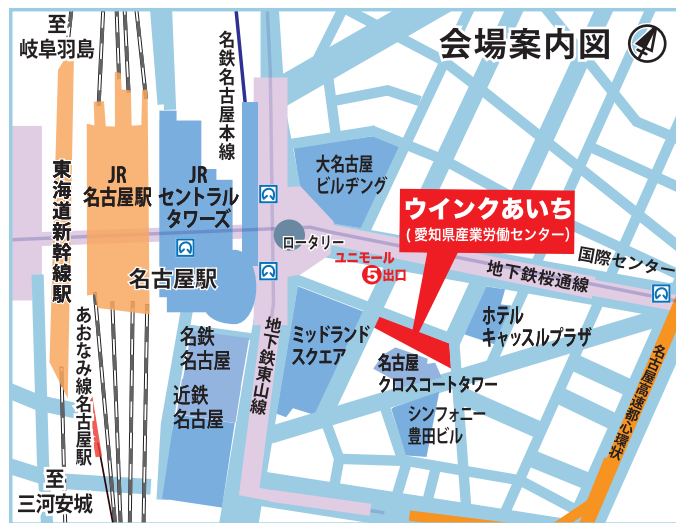 会場案内図
至
岐阜羽島
名鉄名古屋本線
東海道新幹線駅
JR
名古屋駅
JR
セントラル
タワーズ
大名古屋
ビルヂング
ウインクあいち
(愛知県産業労働センター)
ロータリー
ユニモール
5出口
国際センター
地下鉄桜通線
名古屋駅
あおなみ線名古屋駅
名鉄
名古屋
近鉄
名古屋
地下鉄東山線
ミッドランド
スクエア
ホテル
キャッスルプラザ
名古屋
クロスコートタワー
シンフォニー
豊田ビル
名古屋高速都心環状
至
三河安城